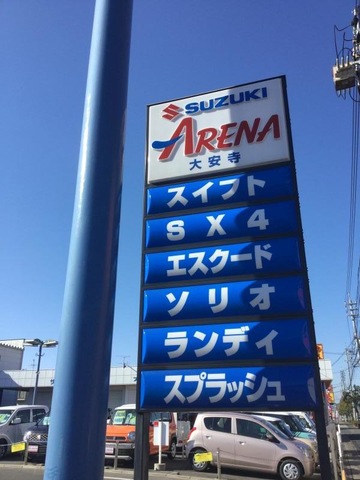 SUZUKI
ARENA
大安寺
スイフト
SX4
エスクード
ソリオ
ランディ
スプラッシュ